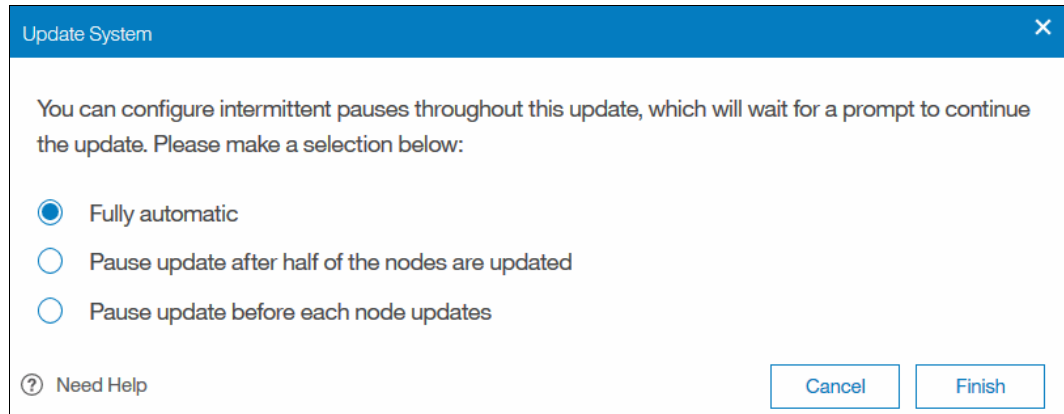 Update System
You can configure intermittent pauses throughout this update, which will wait for a prompt to continue
the update. Please make a selection below:
Fully automatic
Pause update after half of the nodes are updated
Pause update before each node updates
Need Help
Cancel
Finish